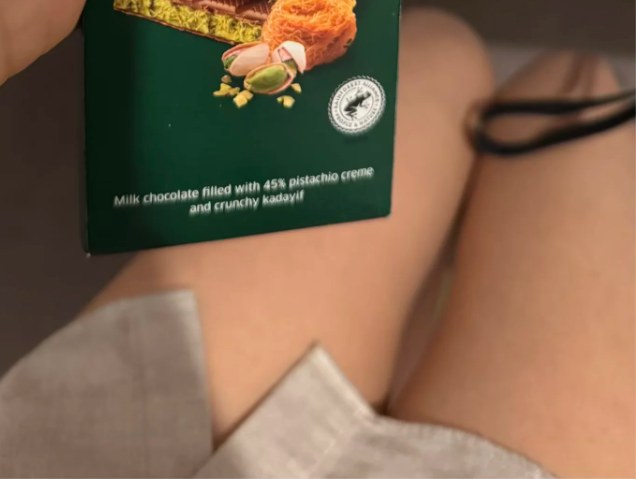 Milk chocolate filled with 45% pistachio creme
and crunchy kadayif